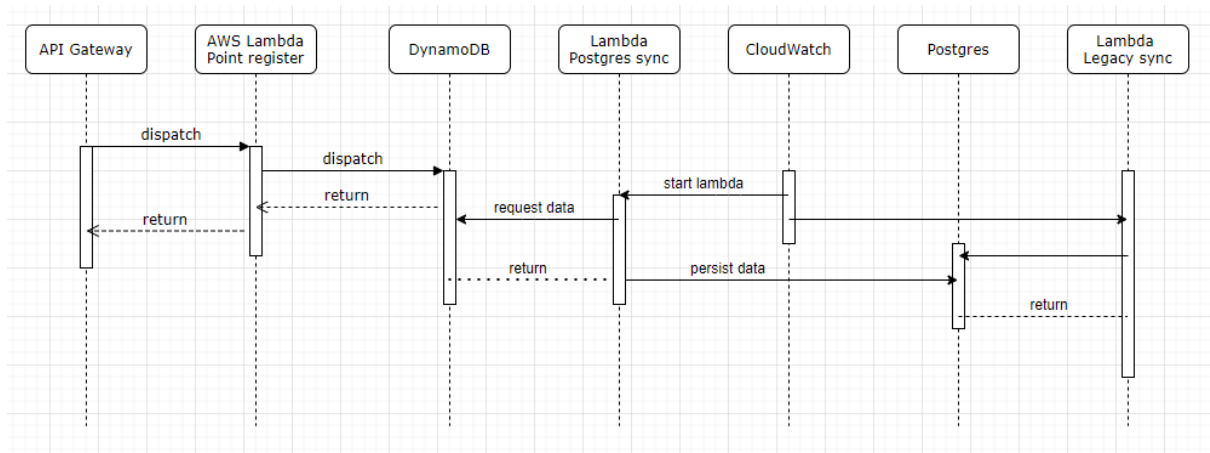 API Gateway
AWS Lambda
Point register
DynamoDB
Lambda
Postgres sync
CloudWatch
Postgres
Lambda
Legacy sync
dispatch
dispatch
start lambda
return
request data
return
return
persist data
return